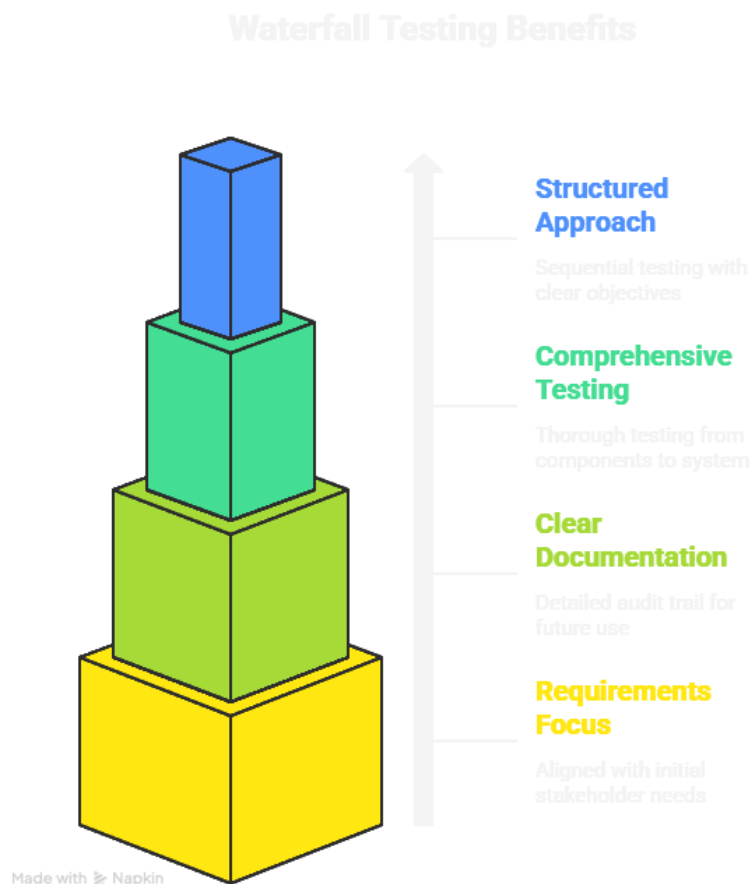 Waterfall Testing Benefits
Structured
Approach
Sequential testing with
clear objectives
Comprehensive
Testing
Thorough testing from
components to system
Clear
Documentation
Detailed audit trail for
future use
Requirements
Focus
Aligned with initial
stakeholder needs
Made with Napkin